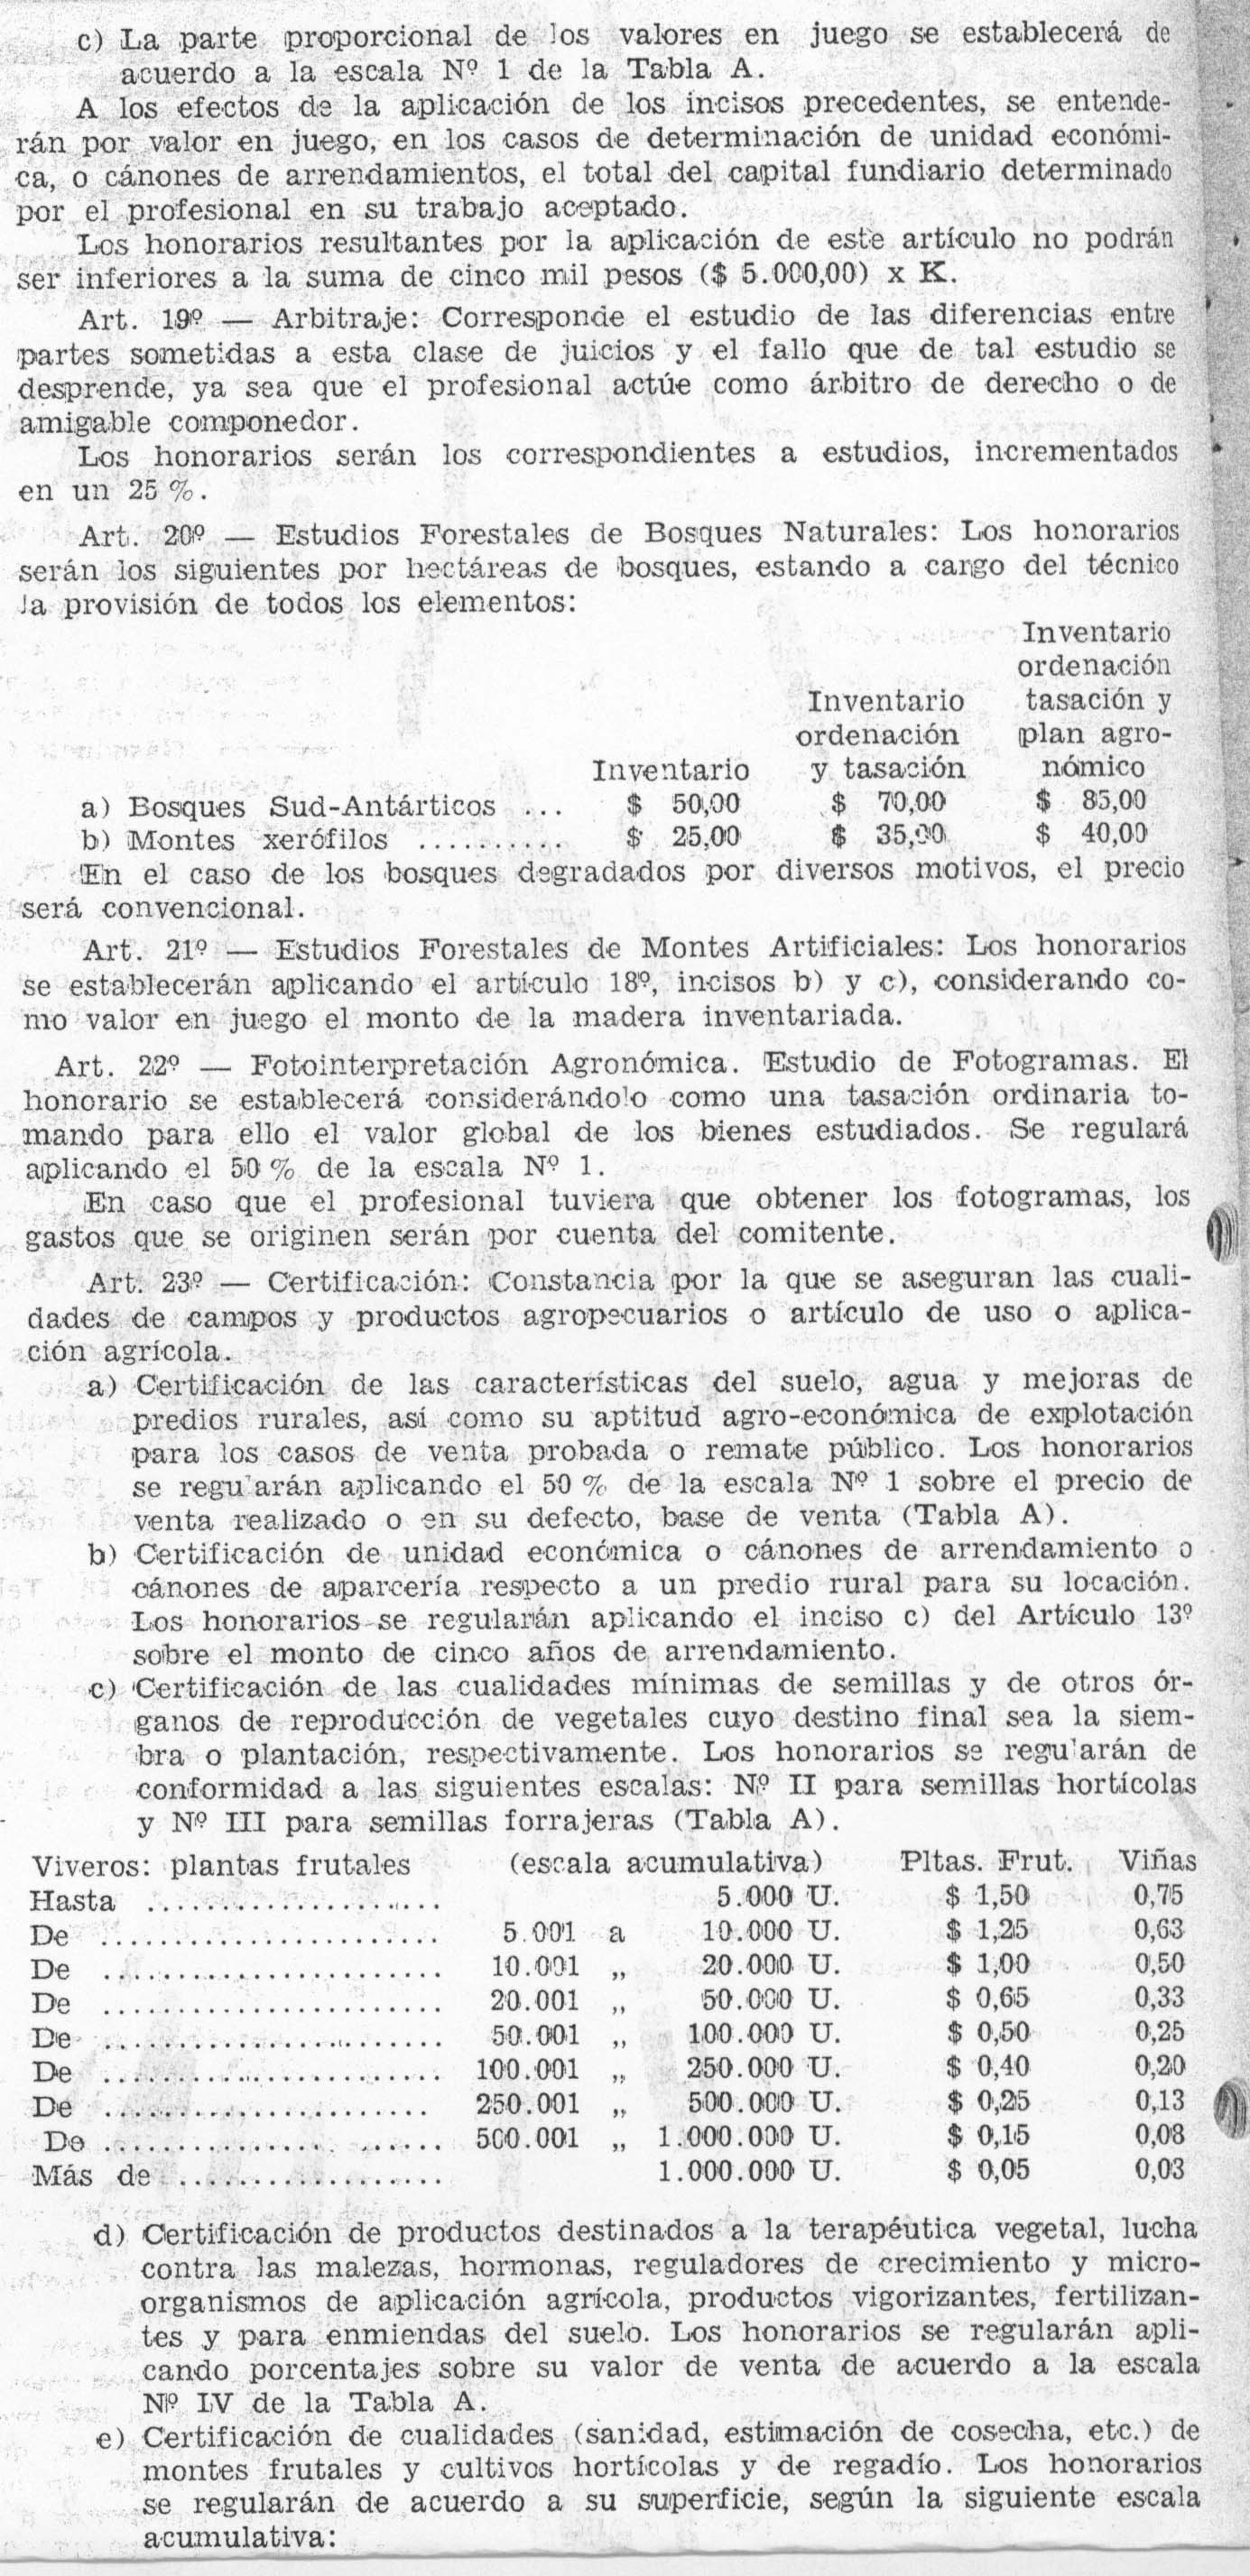 c) La parte proporcional de los valores en juego se establecerá de
acuerdo a la escala Nº 1 de la Tabla A.
A los efectos de la aplicación de los incisos precedentes, se entende-
rán por valor en juego, en los casos de determinación de unidad económi-
ca, o cánones de arrendamientos, el total del capital fundiario determinado
por el profesional en su trabajo aceptado.
Los honorarios resultantes por la aplicación de este artículo no podrán
ser inferiores a la suma de cinco mil pesos ($ 5.000,00) x K.
Art. 19º — Arbitraje: Corresponde el estudio de las diferencias entre
partes sometidas a esta clase de juicios y el fallo que de tal estudio se
desprende, ya sea que el profesional actúe como árbitro de derecho o de
amigable componedor.
Los honorarios serán los correspondientes a estudios, incrementados
en un 25 %.
Art. 20º — Estudios Forestales de Bosques Naturales: Los honorarios
serán los siguientes por hectáreas de bosques, estando a cargo del técnico
la provisión de todos los elementos:
Inventario
ordenación
Inventario tasación y
ordenación plan agro-
Inventario y tasación nómico
a) Bosques Sud-Antárticos ... $ 50,00 $ 70,00 $ 85,00
b) Montes xerófilos .......... $ 25,00 $ 35,00 $ 40,00
En el caso de los bosques degradados por diversos motivos, el precio
será convencional.
Art. 21º — Estudios Forestales de Montes Artificiales: Los honorarios
se establecerán aplicando el artículo 18º, incisos b) y c), considerando co-
mo valor en juego el monto de la madera inventariada.
Art. 22º — Fotointerpretación Agronómica. Estudio de Fotogramas. El
honorario se establecerá considerándolo como una tasación ordinaria to-
mando para ello el valor global de los bienes estudiados. Se regulará
aplicando el 50 % de la escala Nº 1.
En caso que el profesional tuviera que obtener los fotogramas, los
gastos que se originen serán por cuenta del comitente.
Art. 23º — Certificación: Constancia por la que se aseguran las cuali-
dades de campos y productos agropecuarios o artículo de uso o aplica-
ción agrícola.
a) Certificación de las características del suelo, agua y mejoras de
predios rurales, así como su aptitud agro-económica de explotación
para los casos de venta probada o remate público. Los honorarios
se regularán aplicando el 50 % de la escala Nº 1 sobre el precio de
venta realizado o en su defecto, base de venta (Tabla A).
b) Certificación de unidad económica o cánones de arrendamiento o
cánones de aparcería respecto a un predio rural para su locación.
Los honorarios se regularán aplicando el inciso c) del Artículo 13º
sobre el monto de cinco años de arrendamiento.
c) Certificación de las cualidades mínimas de semillas y de otros ór-
ganos de reproducción de vegetales cuyo destino final sea la siem-
bra o plantación, respectivamente. Los honorarios se regularán de
conformidad a las siguientes escalas: Nº II para semillas hortícolas
y Nº III para semillas forrajeras (Tabla A).
Viveros: plantas frutales (escala acumulativa) Pltas. Frut. Viñas
Hasta .................... 5.000 U. $ 1,50 0,75
De ....................... 5.001 a 10.000 U. $ 1,25 0,63
De ....................... 10.001 „ 20.000 U. $ 1,00 0,50
De ....................... 20.001 „ 50.000 U. $ 0,65 0,33
De ....................... 50.001 „ 100.000 U. $ 0,50 0,25
De ....................... 100.001 „ 250.000 U. $ 0,40 0,20
De ...................... 250.001 „ 500.000 U. $ 0,25 0,13
De ...................... 500.001 „ 1.000.000 U. $ 0,15 0,08
Más de .................. 1.000.000 U. $ 0,05 0,03
d) Certificación de productos destinados a la terapéutica vegetal, lucha
contra las malezas, hormonas, reguladores de crecimiento y micro-
organismos de aplicación agrícola, productos vigorizantes, fertilizan-
tes y para enmiendas del suelo. Los honorarios se regularán apli-
cando porcentajes sobre su valor de venta de acuerdo a la escala
Nº IV de la Tabla A.
e) Certificación de cualidades (sanidad, estimación de cosecha, etc.) de
montes frutales y cultivos hortícolas y de regadío. Los honorarios
se regularán de acuerdo a su superficie, según la siguiente escala
acumulativa: